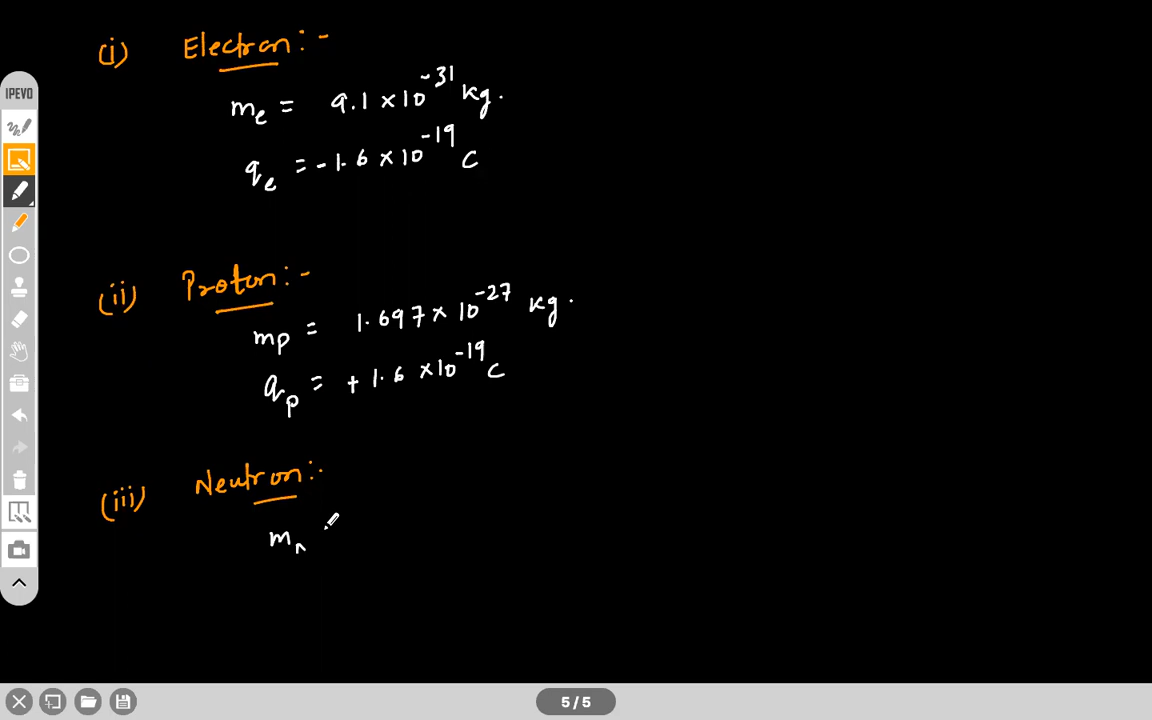 (i) Electron:-
IPEVO
me = 9.1 × 10⁻³¹ kg.
qe = -1.6 × 10⁻¹⁹ C
(ii) Proton:-
mp = 1.697 × 10⁻²⁷ kg.
qp = +1.6 × 10⁻¹⁹ C
(iii) Neutron:-
mn
5/5